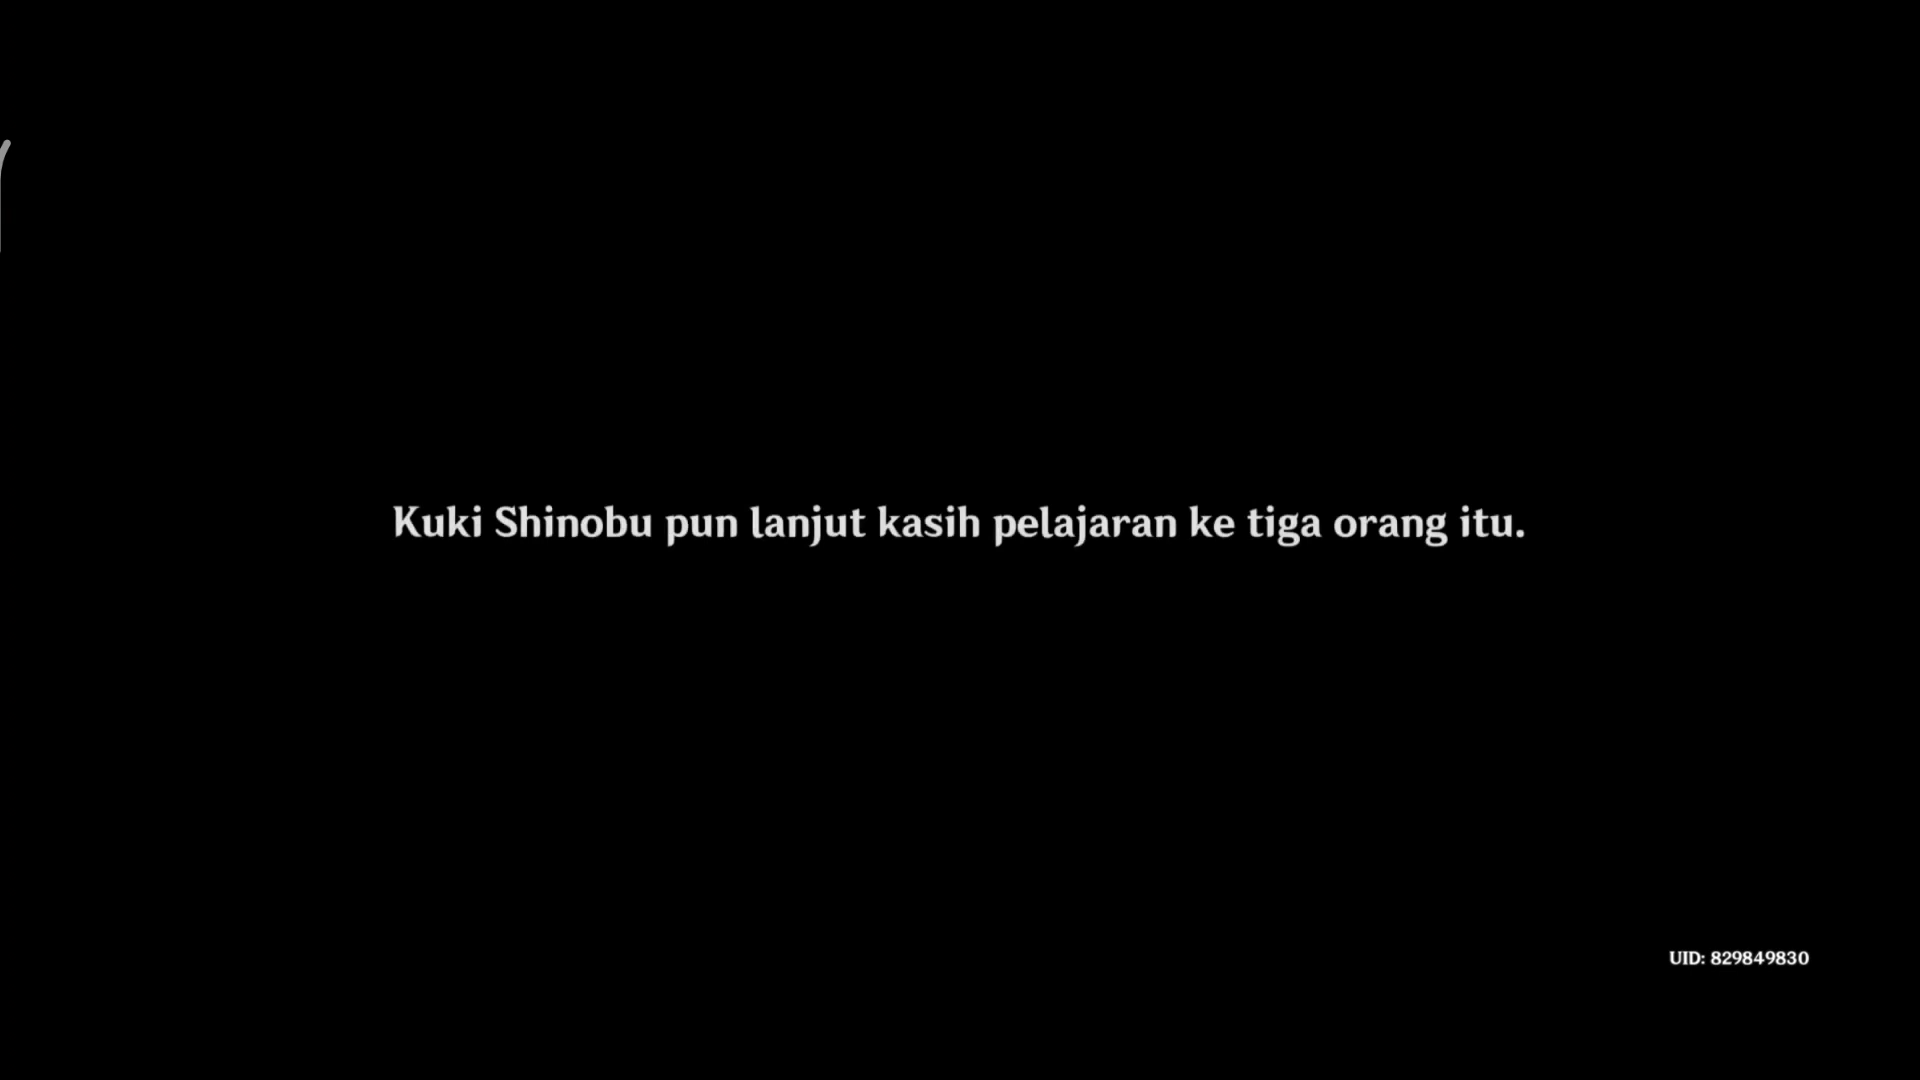 Kuki Shinobu pun lanjut kasih pelajaran ke tiga orang itu.
UID: 829849830